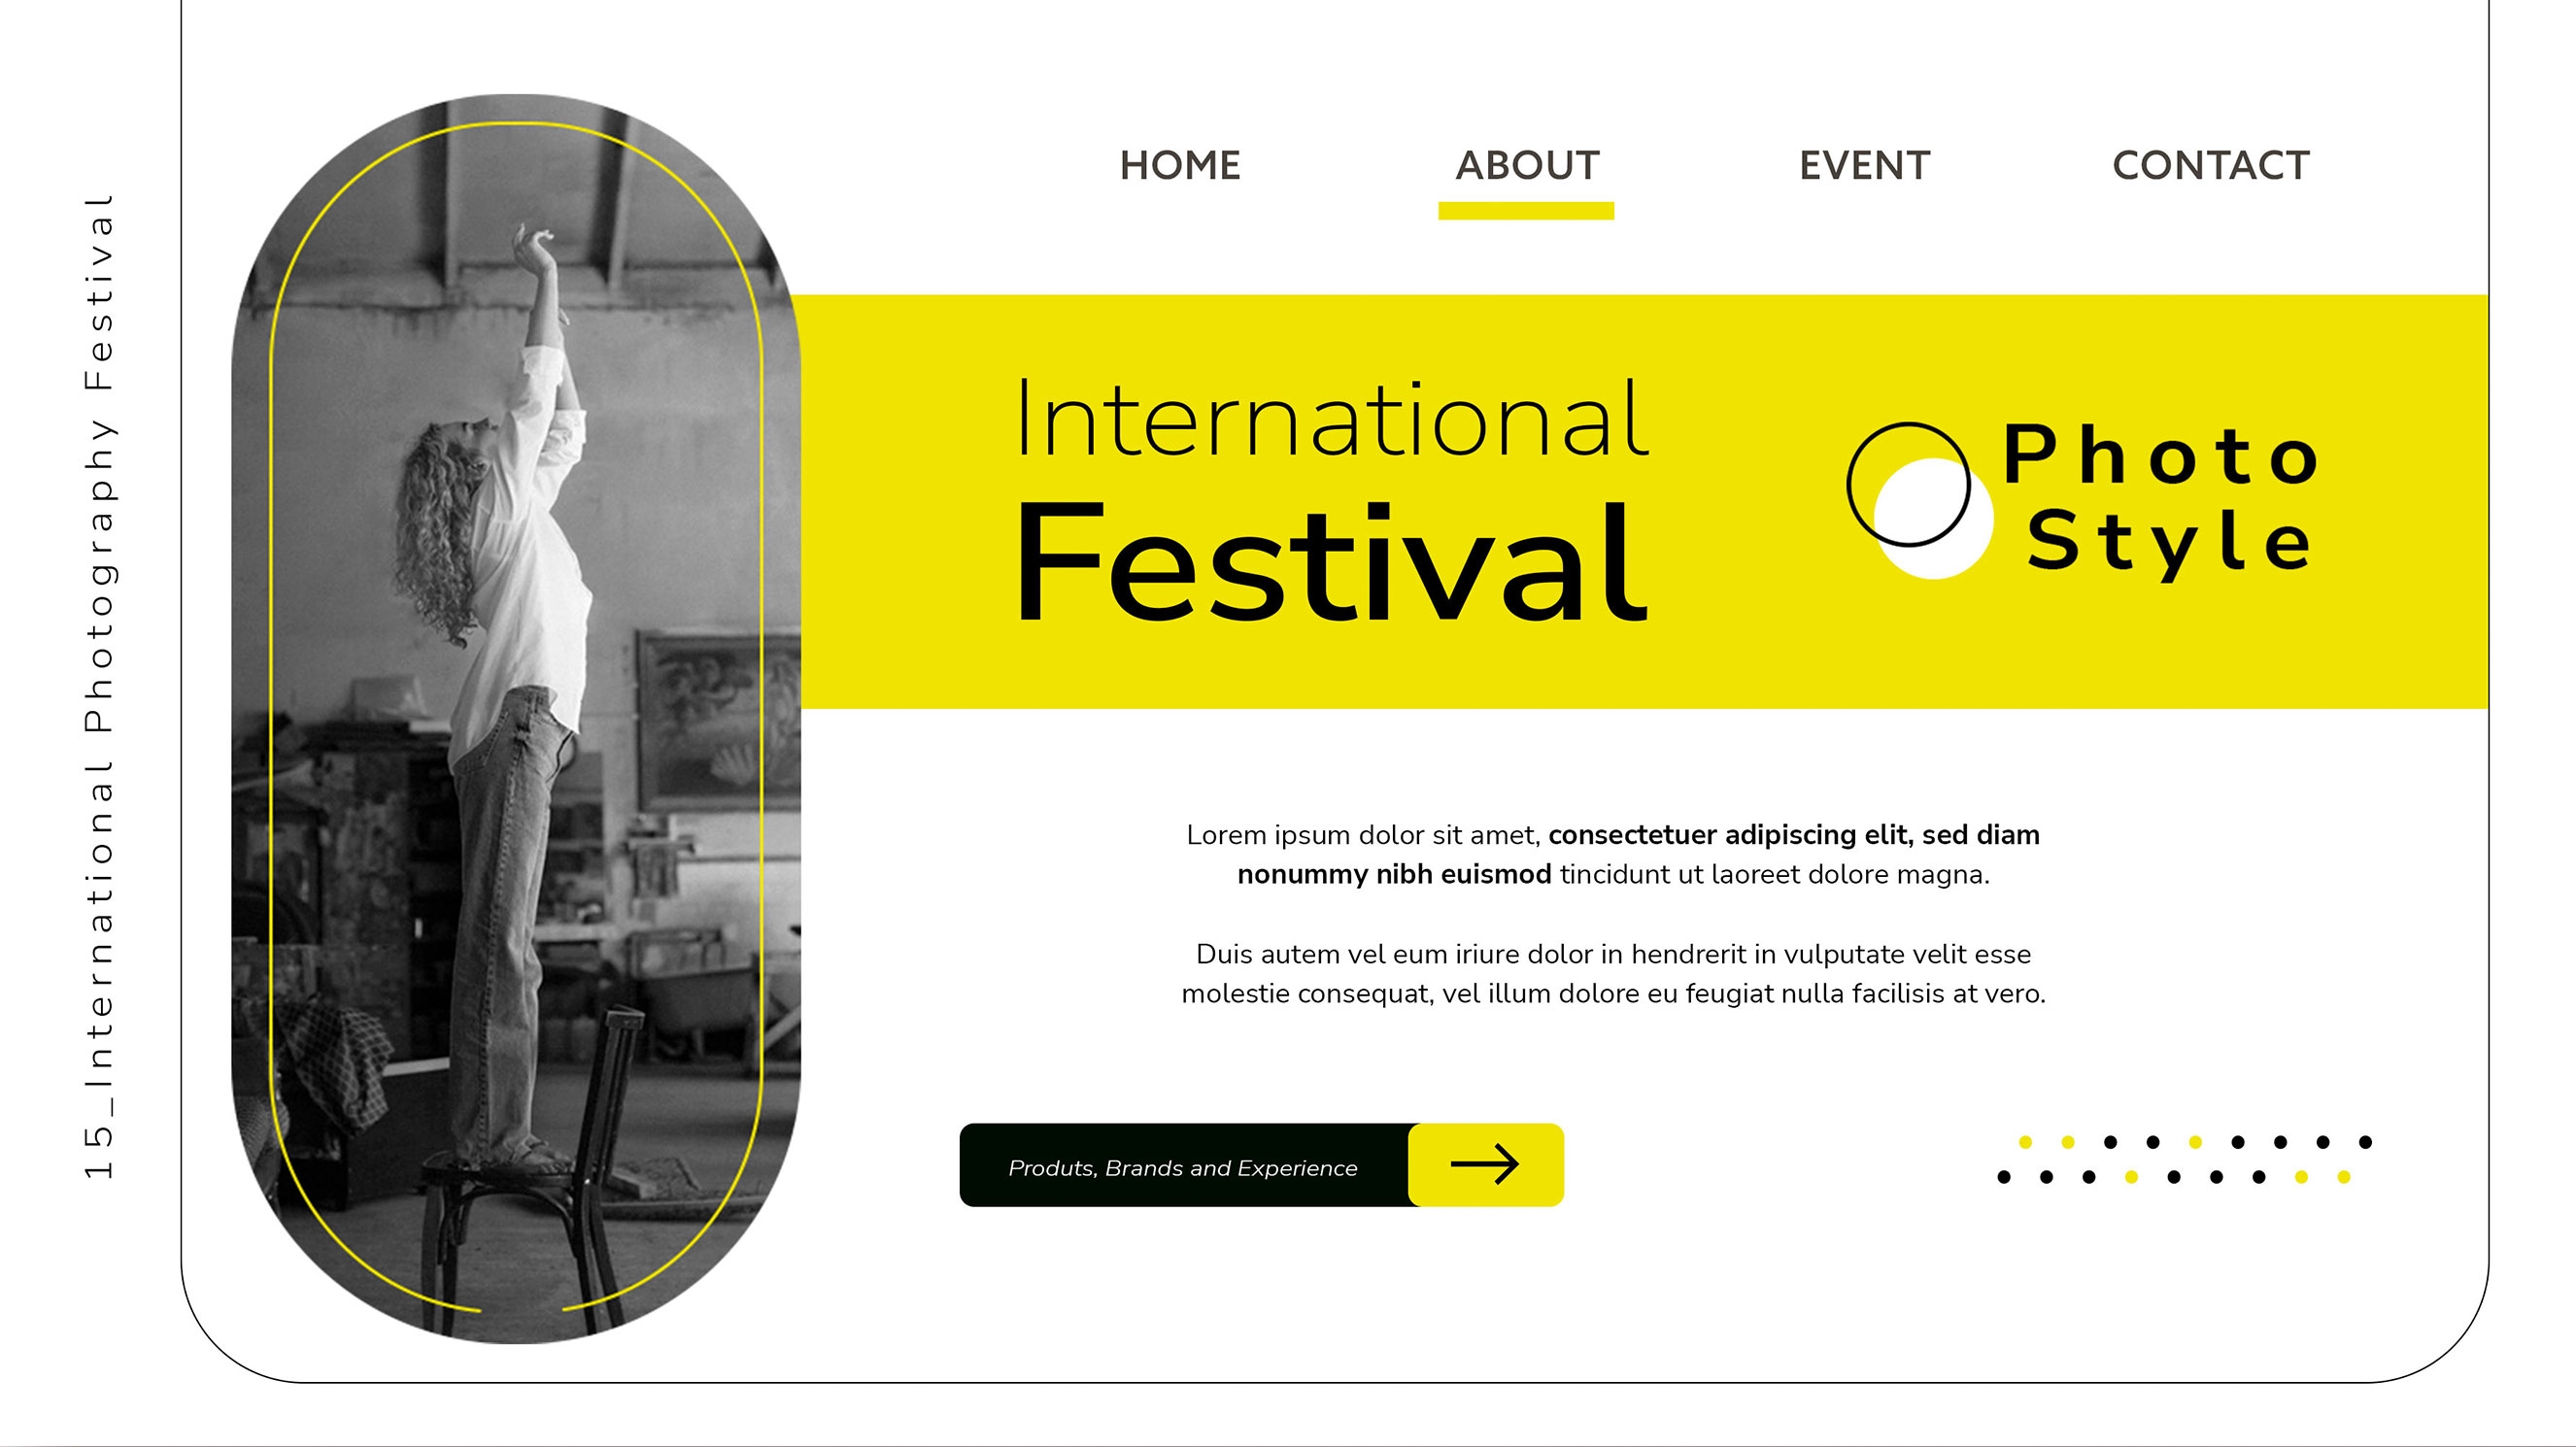 15_International Photography Festival
HOME
ABOUT
EVENT
CONTACT
International
Festival
Photo
Style
Lorem ipsum dolor sit amet, consectetuer adipiscing elit, sed diam
nonummy nibh euismod tincidunt ut laoreet dolore magna.
Duis autem vel eum iriure dolor in hendrerit in vulputate velit esse
molestie consequat, vel illum dolore eu feugiat nulla facilisis at vero.
Produts, Brands and Experience